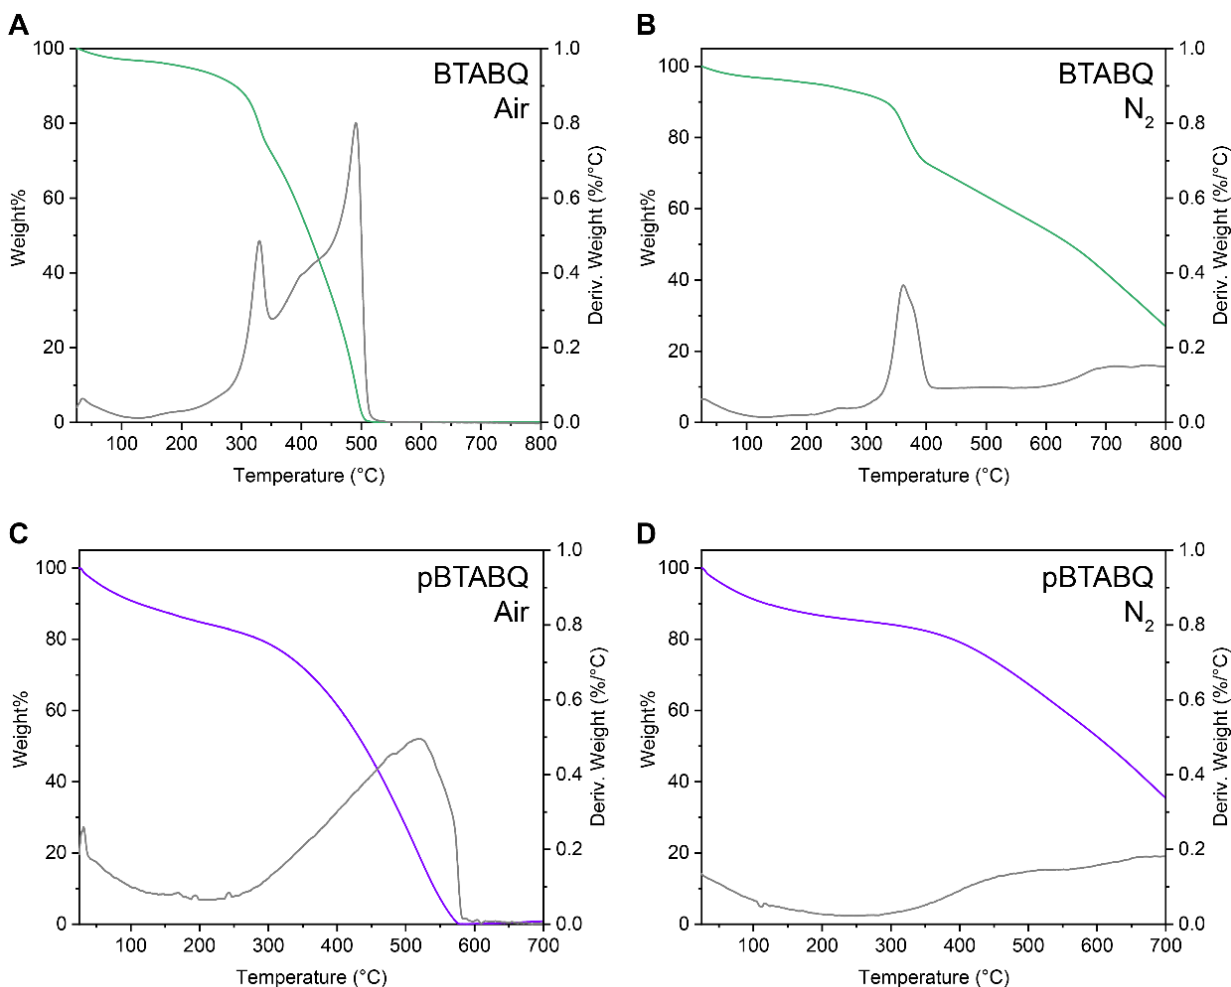 A
BTABQ
Air
Weight%
Deriv. Weight (%/°C)
100
80
60
40
20
0
1.0
0.8
0.6
0.4
0.2
0.0
100 200 300 400 500 600 700 800
Temperature (°C)
B
BTABQ
N₂
Weight%
Deriv. Weight (%/°C)
100
80
60
40
20
0
1.0
0.8
0.6
0.4
0.2
0.0
100 200 300 400 500 600 700 800
Temperature (°C)
C
pBTABQ
Air
Weight%
Deriv. Weight (%/°C)
100
80
60
40
20
0
1.0
0.8
0.6
0.4
0.2
0.0
100 200 300 400 500 600 700
Temperature (°C)
D
pBTABQ
N₂
Weight%
Deriv. Weight (%/°C)
100
80
60
40
20
0
1.0
0.8
0.6
0.4
0.2
0.0
100 200 300 400 500 600 700
Temperature (°C)